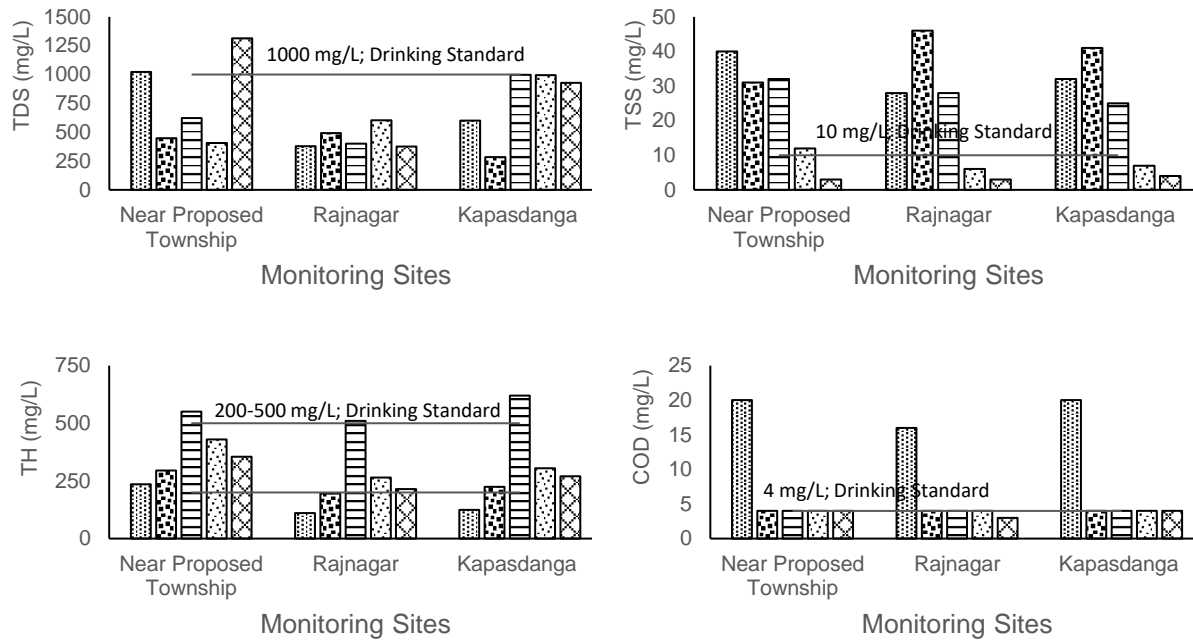 TDS (mg/L)
1500
1250
1000
750
500
250
0
1000 mg/L; Drinking Standard
Near Proposed
Township
Rajnagar
Kapasdanga
Monitoring Sites
TSS (mg/L)
50
40
30
20
10
0
10 mg/L; Drinking Standard
Near Proposed
Township
Rajnagar
Kapasdanga
Monitoring Sites
TH (mg/L)
750
500
250
0
200-500 mg/L; Drinking Standard
Near Proposed
Township
Rajnagar
Kapasdanga
Monitoring Sites
COD (mg/L)
25
20
15
10
5
0
4 mg/L; Drinking Standard
Near Proposed
Township
Rajnagar
Kapasdanga
Monitoring Sites